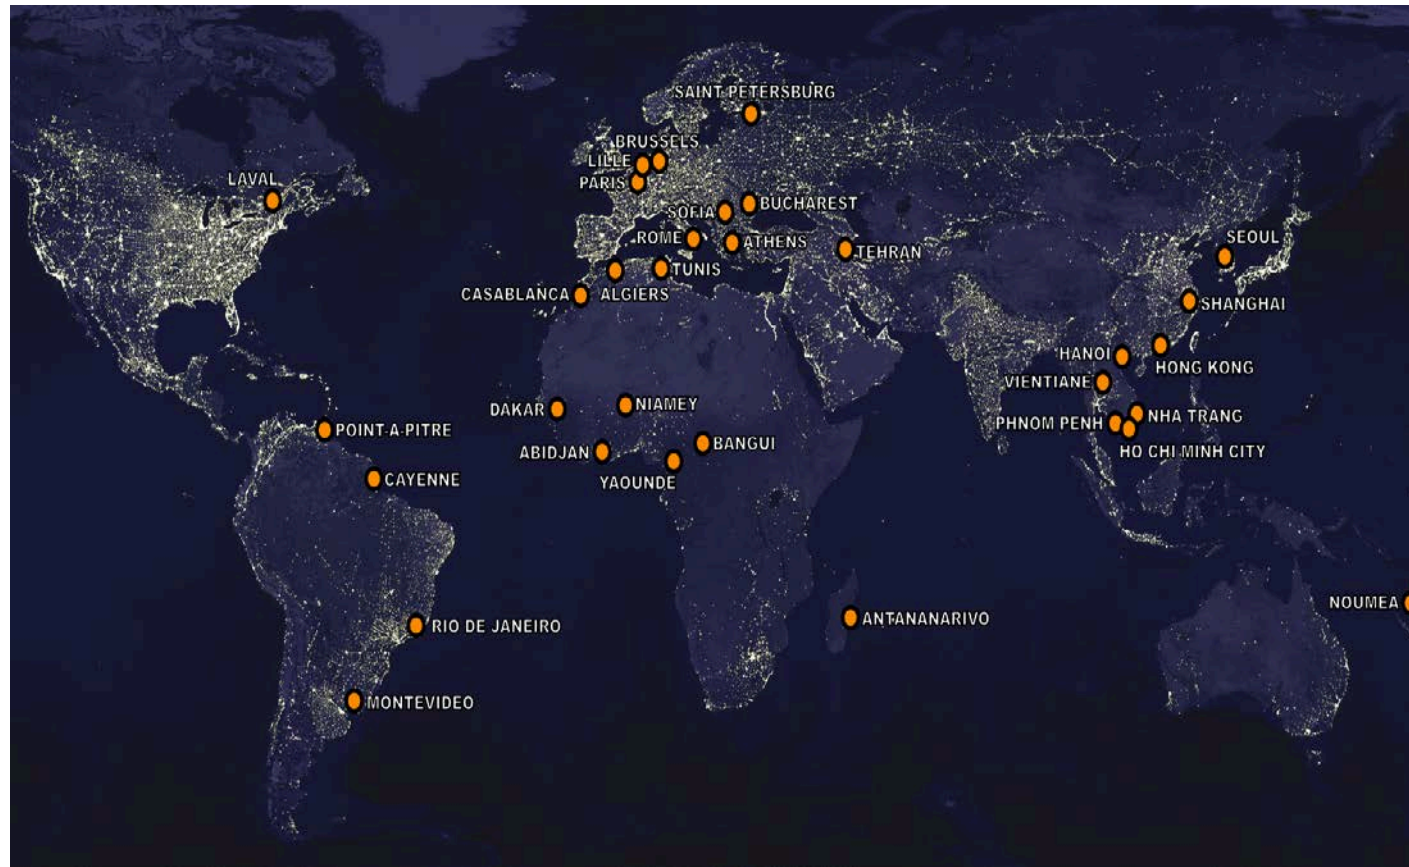 SAINT PETERSBURG
BRUSSELS
LILLE
LAVAL
PARIS
BUCHAREST
SOFIA
ROME
ATHENS
SEOUL
TEHRAN
TUNIS
CASABLANCA
ALGIERS
SHANGHAI
HANOI
HONG KONG
VIENTIANE
DAKAR
NIAMEY
NHA TRANG
PHNOM PENH
POINT-A-PITRE
BANGUI
ABIDJAN
HO CHI MINH CITY
CAYENNE
YAOUNDE
NOUMEA
ANTANANARIVO
RIO DE JANEIRO
MONTEVIDEO